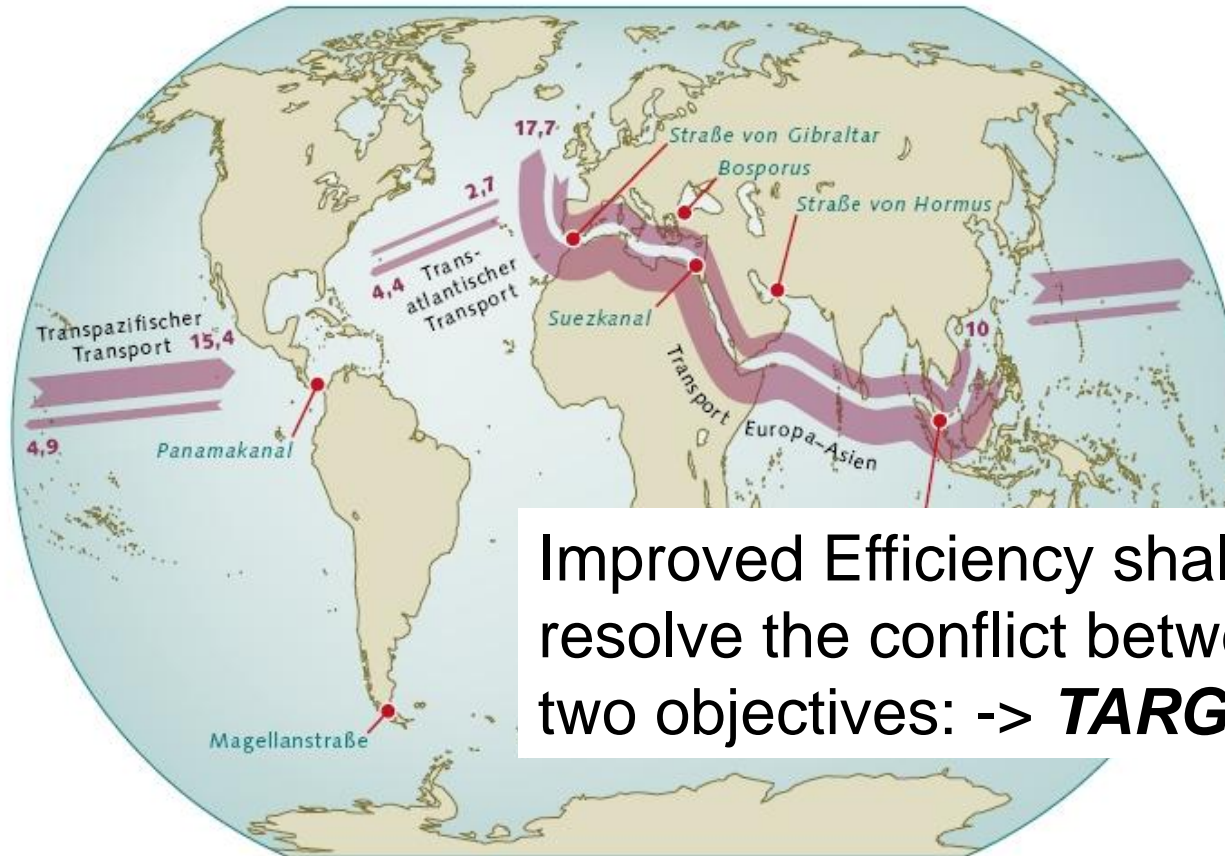 17,7
Straße von Gibraltar
Bosporus
Straße von Hormus
2,7
4,4
Trans-
atlantischer
Transport
Suezkanal
Transpazifischer
Transport 15,4
10
4,9
Panamakanal
Transport Europa–Asien
Improved Efficiency shal
resolve the conflict betw
two objectives: -> TARG
Magellanstraße